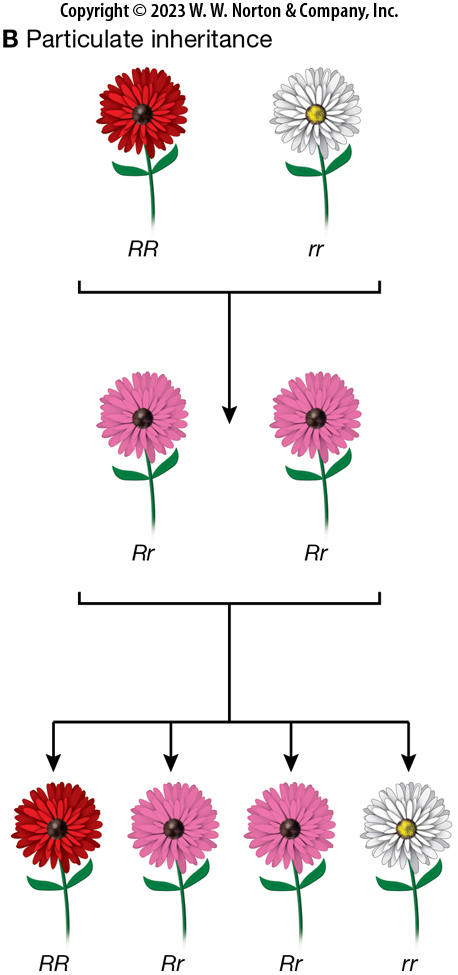 Copyright © 2023 W. W. Norton & Company, Inc.
B Particulate inheritance
RR rr
Rr Rr
RR Rr Rr rr